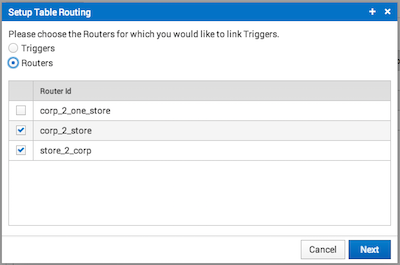 Setup Table Routing
Please choose the Routers for which you would like to link Triggers.
Triggers
Routers
Router Id
corp_2_one_store
corp_2_store
store_2_corp
Cancel
Next